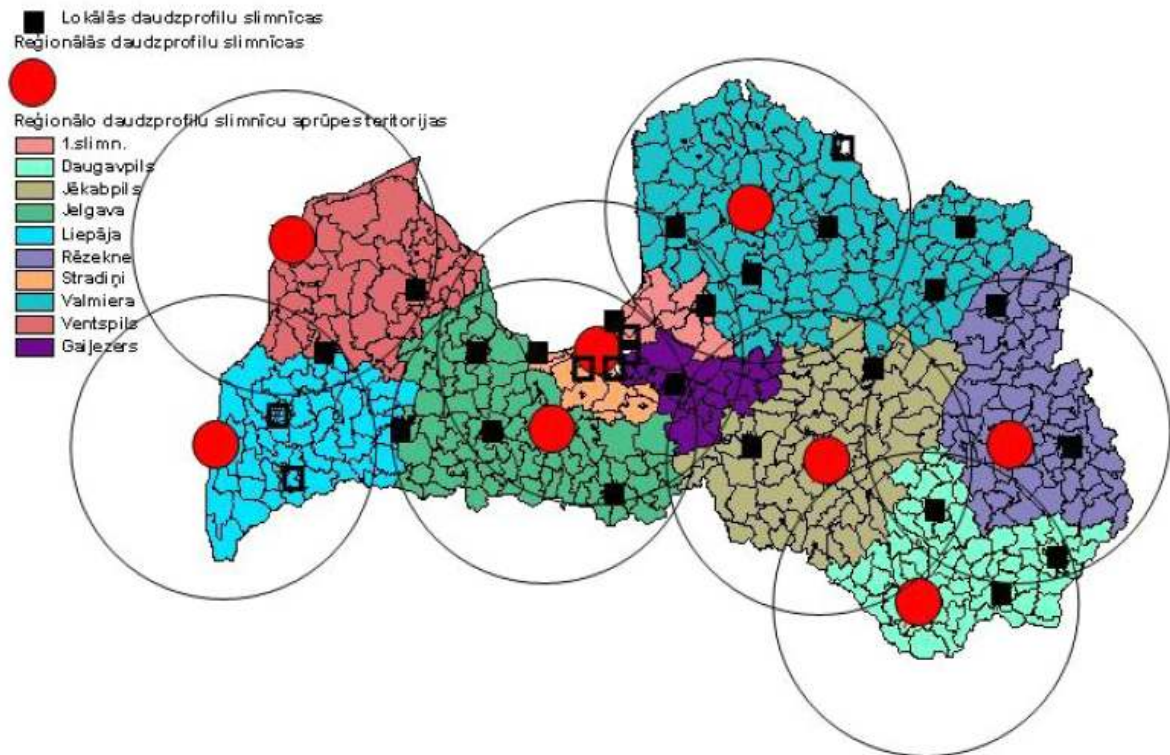 Lokālās daudzprofilu slimnīcas
Reģionālās daudzprofilu slimnīcas
Reģionālo daudzprofilu slimnīcu aprūpes teritorijas
1.slimn.
Daugavpils
Jēkabpils
Jelgava
Liepāja
Rēzekne
Stradiņi
Valmiera
Ventspils
Gaiļezers